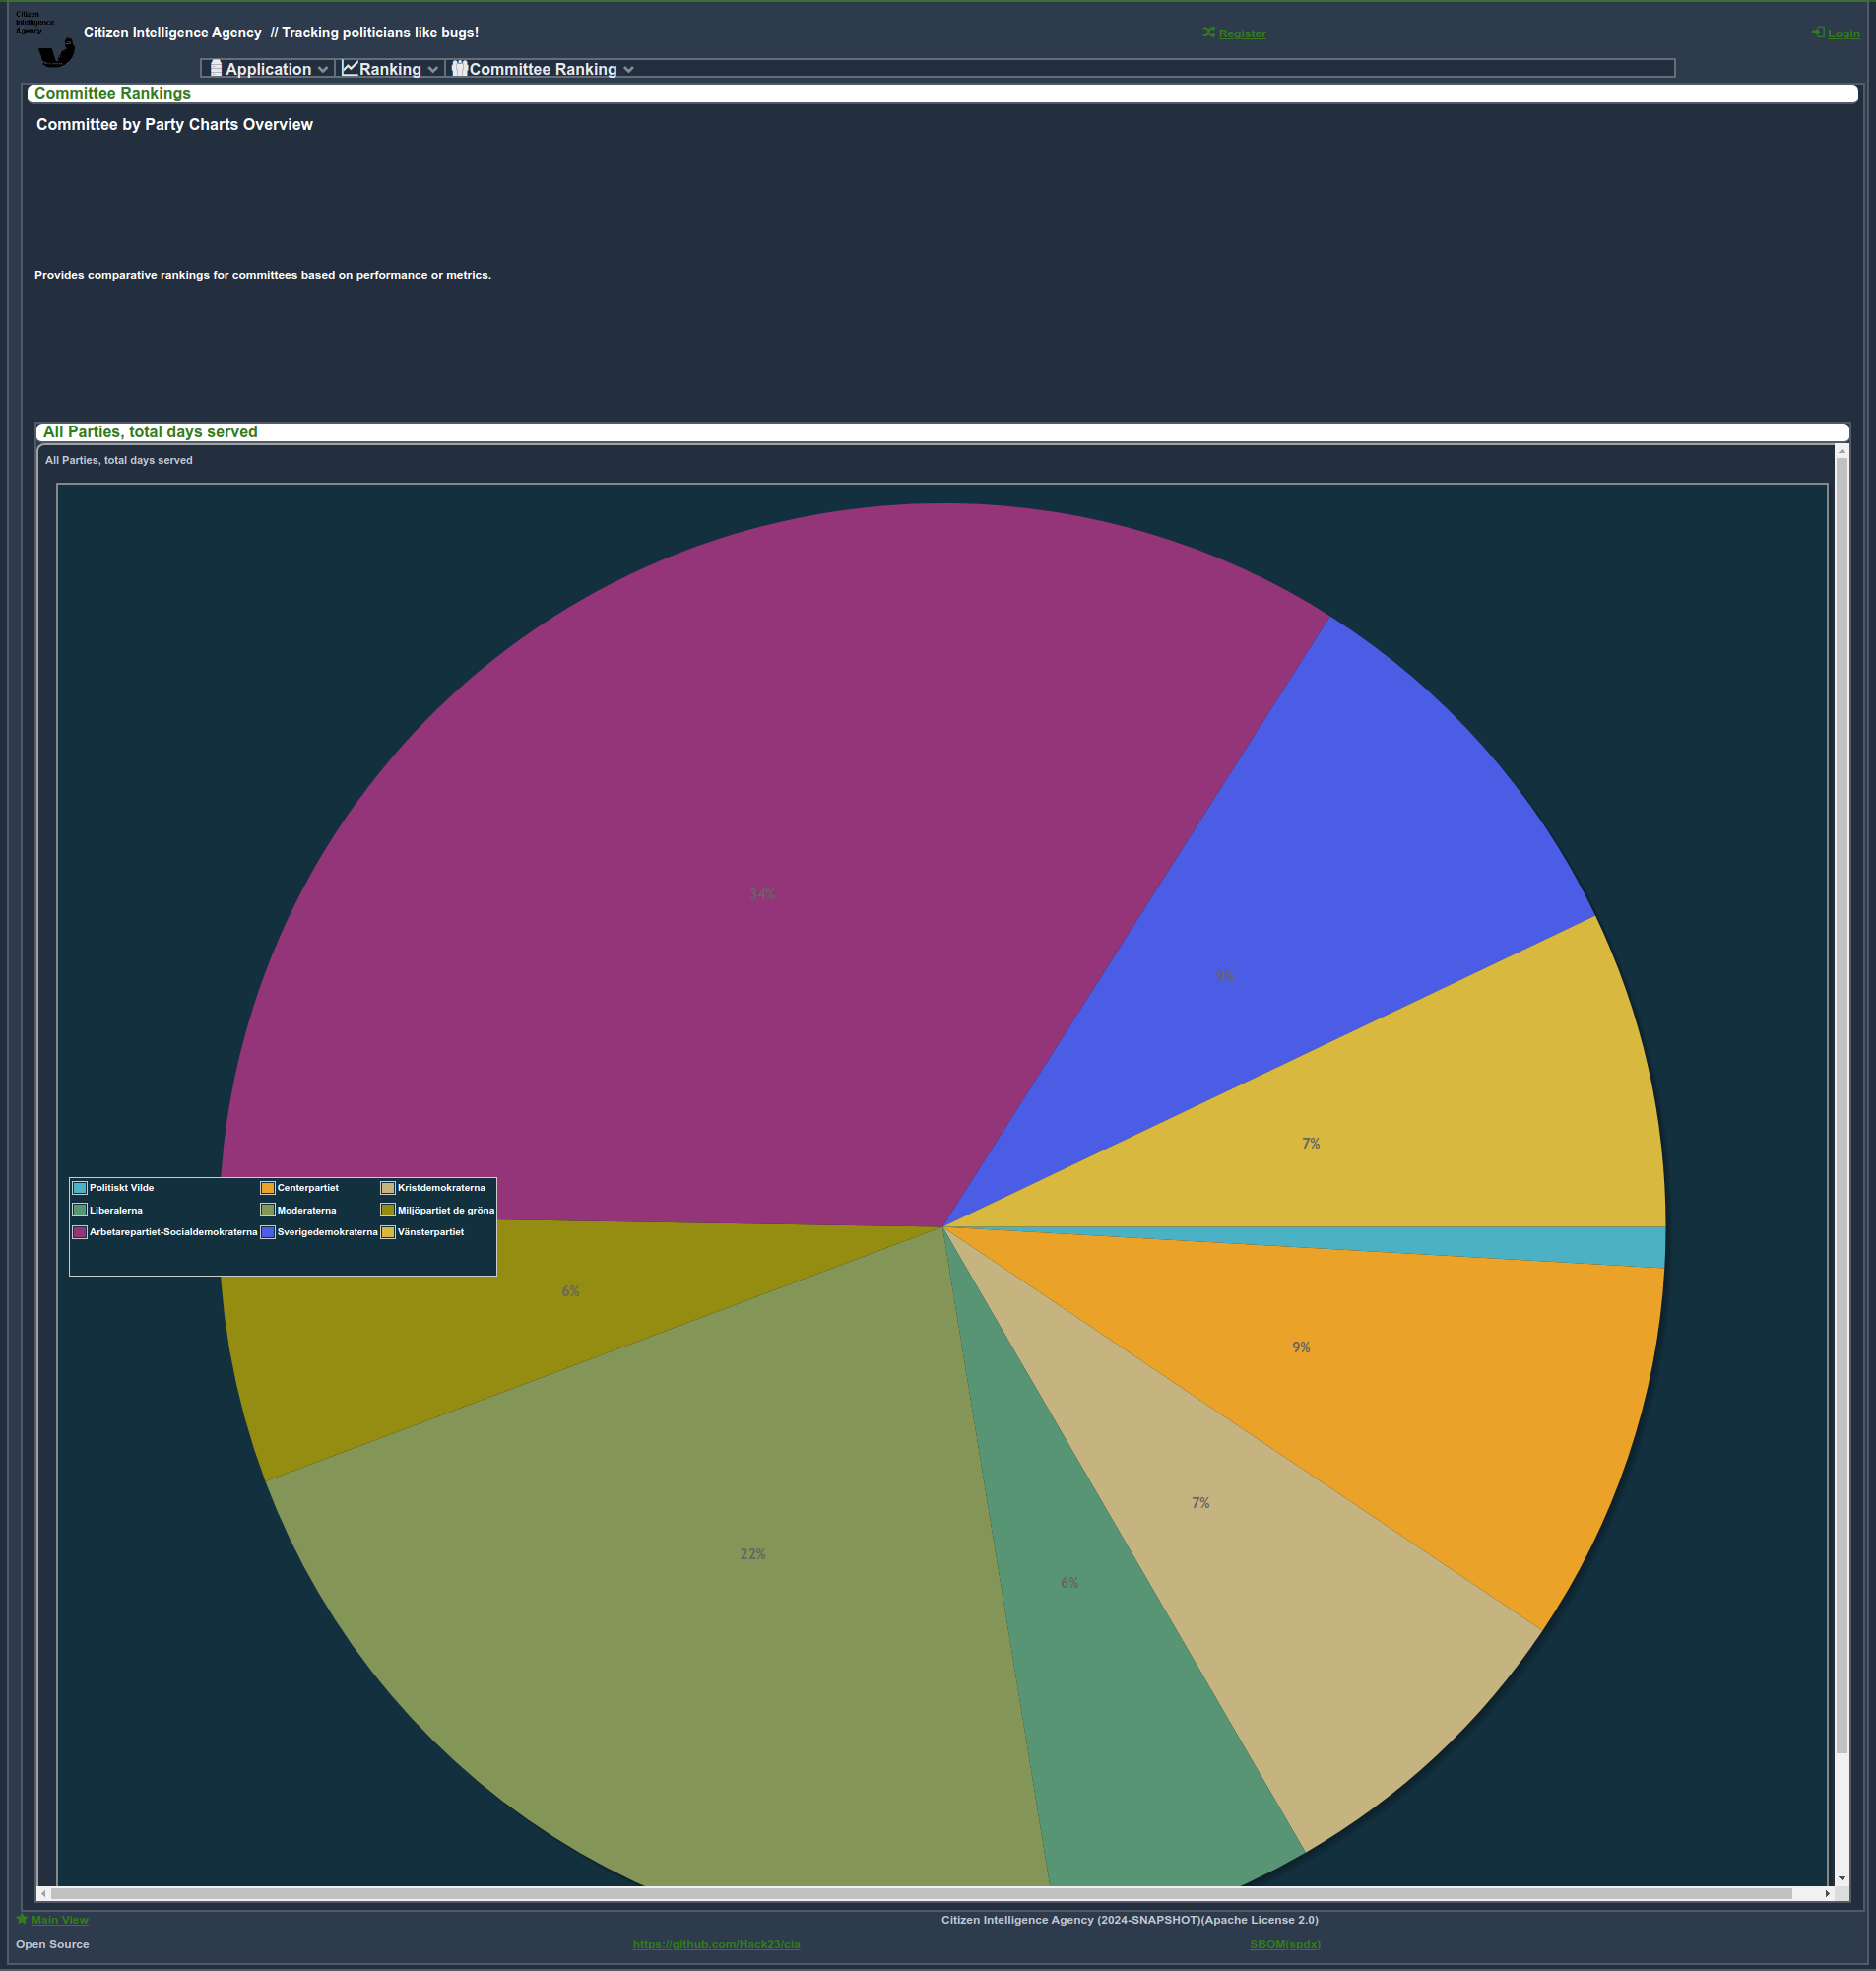 Citizen
Intelligence
Agency
Citizen Intelligence Agency // Tracking politicians like bugs!
Register
Login
Application
Ranking
Committee Ranking
Committee Rankings
Committee by Party Charts Overview
Provides comparative rankings for committees based on performance or metrics.
All Parties, total days served
All Parties, total days served
34%
9%
7%
Politiskt Vilde Centerpartiet Kristdemokraterna
Liberalerna Moderaterna Miljöpartiet de gröna
Arbetarepartiet-Socialdemokraterna Sverigedemokraterna Vänsterpartiet
6%
9%
7%
22%
6%
Main View
Citizen Intelligence Agency (2024-SNAPSHOT)(Apache License 2.0)
Open Source
https://github.com/Hack23/cia
SBOM(spdx)